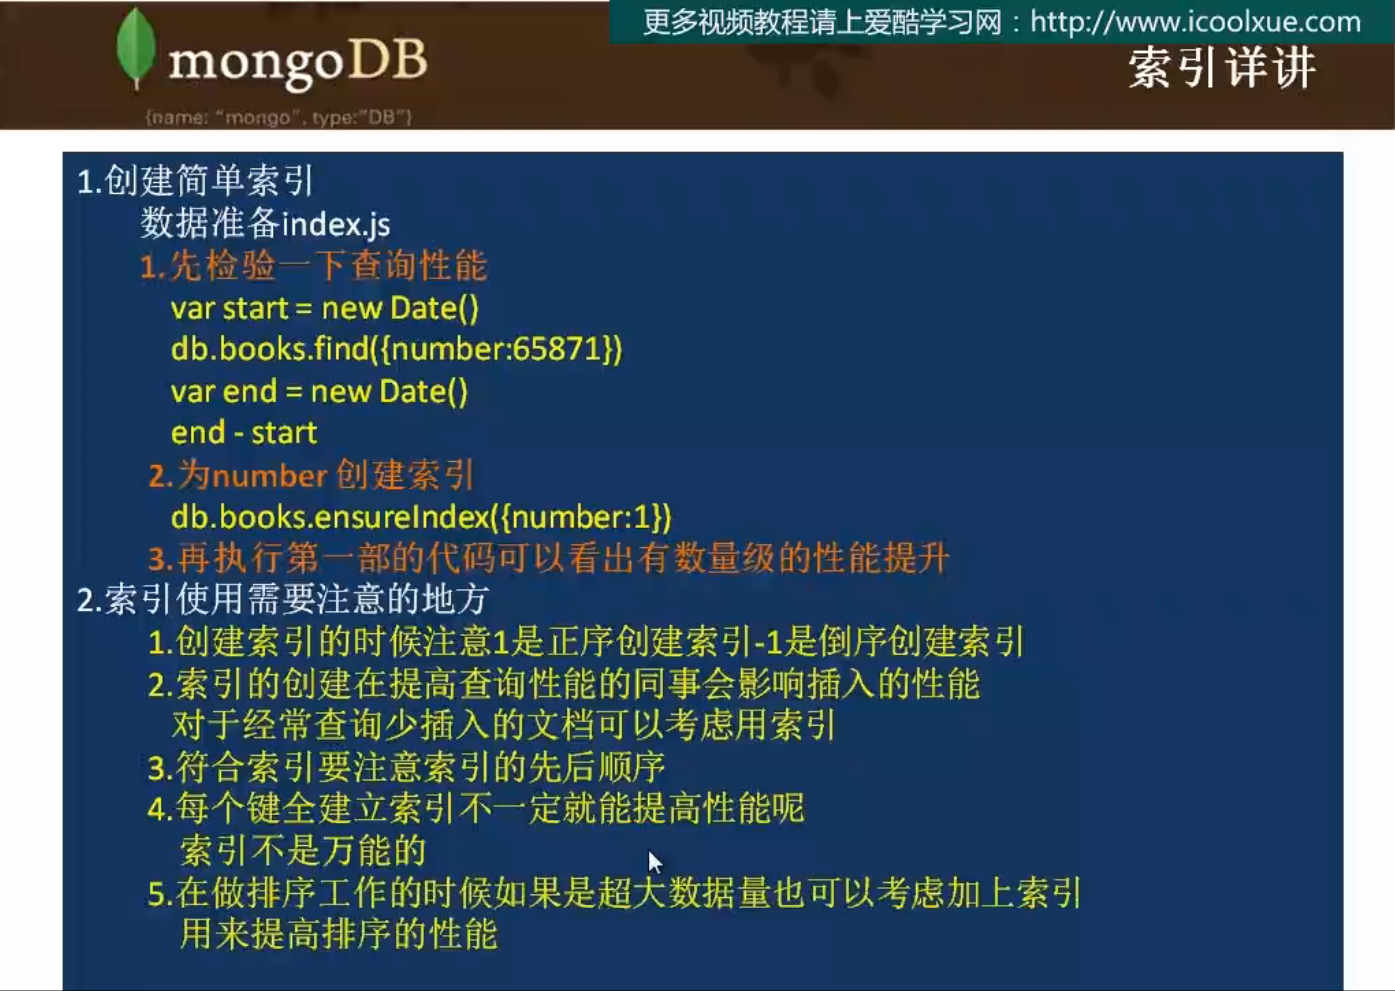 更多视频教程请上爱酷学习网：http://www.icoolxue.com
mongoDB
索引详讲
{name: "mongo", type:"DB"}
1.创建简单索引
数据准备index.js
1.先检验一下查询性能
var start = new Date()
db.books.find({number:65871})
var end = new Date()
end - start
2.为number 创建索引
db.books.ensureIndex({number:1})
3.再执行第一部的代码可以看出有数量级的性能提升
2.索引使用需要注意的地方
1.创建索引的时候注意1是正序创建索引-1是倒序创建索引
2.索引的创建在提高查询性能的同事会影响插入的性能
对于经常查询少插入的文档可以考虑用索引
3.符合索引要注意索引的先后顺序
4.每个键全建立索引不一定就能提高性能呢
索引不是万能的
5.在做排序工作的时候如果是超大数据量也可以考虑加上索引
用来提高排序的性能